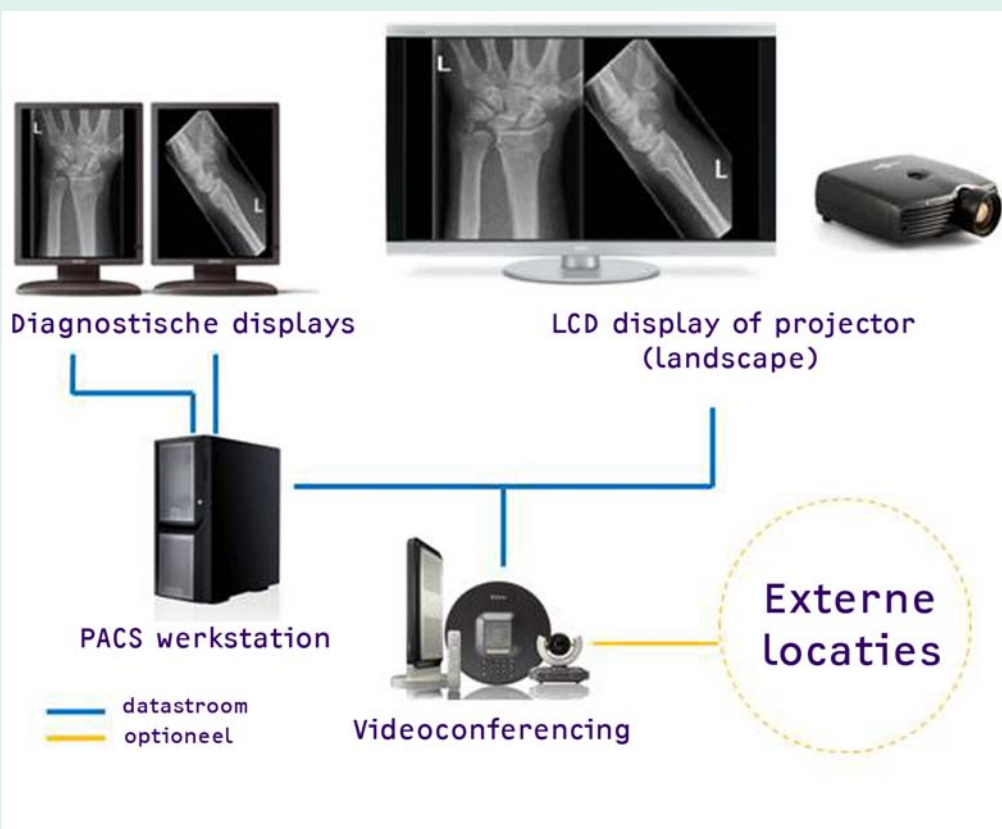 L
L
L
L
Diagnostische displays
LCD display of projector
(landscape)
PACS werkstation
Externe
locaties
datastroom
optioneel
Videoconferencing